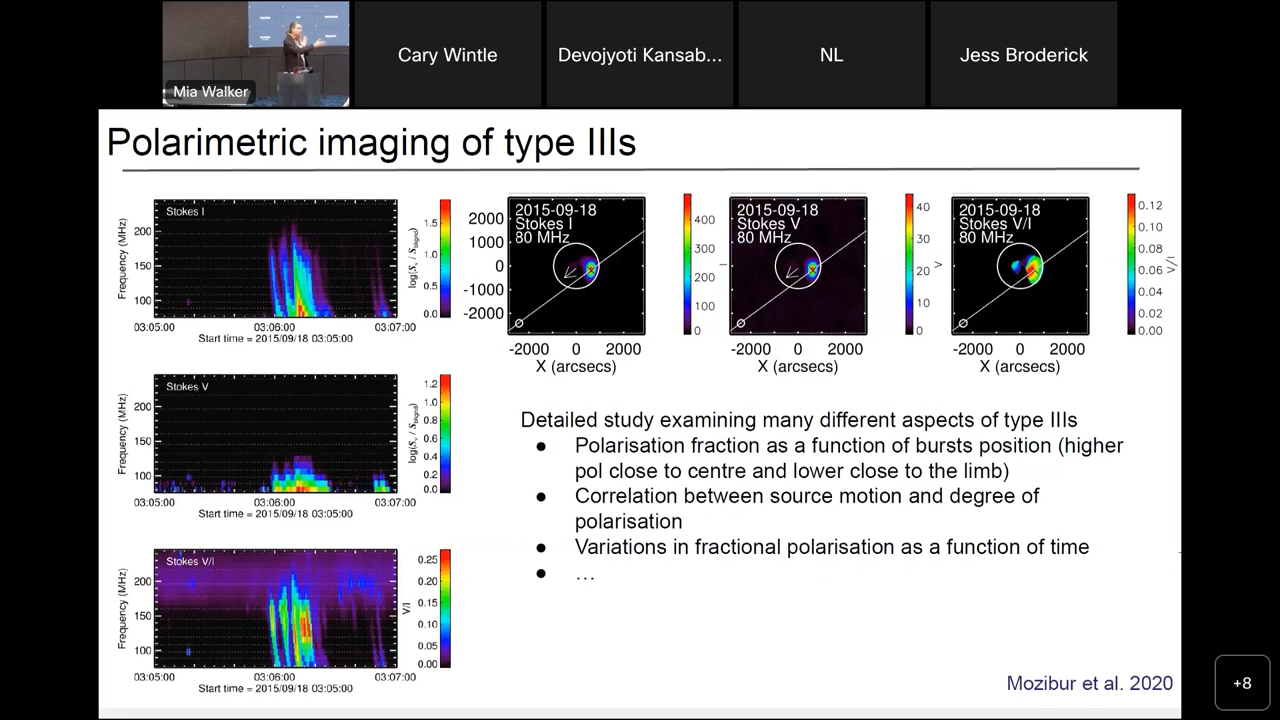 Mia Walker
Cary Wintle
Devojyoti Kansab...
NL
Jess Broderick
Polarimetric imaging of type IIIs
Stokes I
Frequency (MHz)
200
150
100
03:05:00 03:06:00 03:07:00
Start time = 2015/09/18 03:05:00
1.5
1.0
0.5
0.0
Stokes V
Frequency (MHz)
200
150
100
03:05:00 03:06:00 03:07:00
Start time = 2015/09/18 03:05:00
1.2
1.0
0.8
0.6
0.4
0.2
0.0
Stokes V/I
Frequency (MHz)
200
150
100
03:05:00 03:06:00 03:07:00
Start time = 2015/09/18 03:05:00
0.25
0.20
0.15
0.10
0.05
0.00
V/I
2015-09-18
Stokes I
80 MHz
2000
1000
0
-1000
-2000
-2000 0 2000
X (arcsecs)
400
300
200
100
0
I
2015-09-18
Stokes V
80 MHz
-2000 0 2000
X (arcsecs)
40
30
20
10
0
V
2015-09-18
Stokes V/I
80 MHz
-2000 0 2000
X (arcsecs)
0.12
0.10
0.08
0.06
0.04
0.02
0.00
V/I
Detailed study examining many different aspects of type IIIs
● Polarisation fraction as a function of bursts position (higher
pol close to centre and lower close to the limb)
● Correlation between source motion and degree of
polarisation
● Variations in fractional polarisation as a function of time
● ...
Mozibur et al. 2020
+8